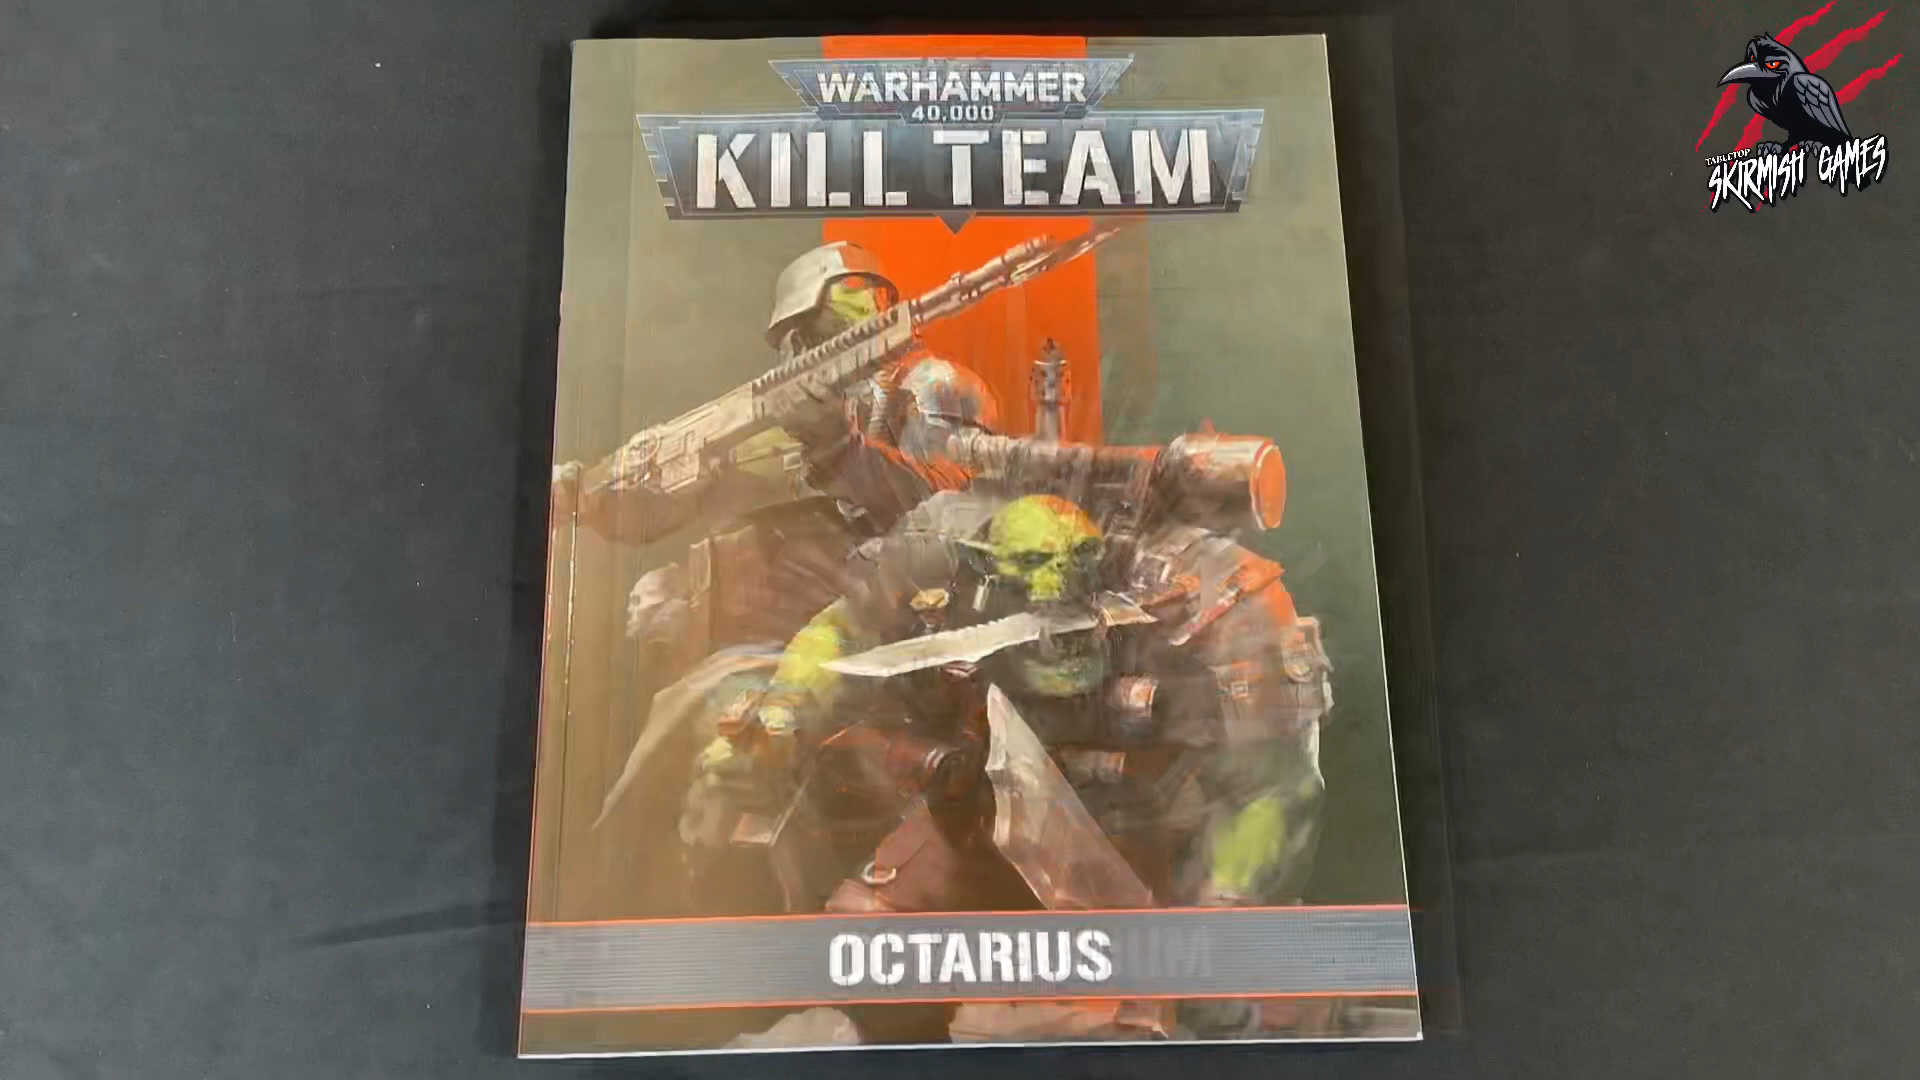 WARHAMMER
40,000
KILL TEAM
OCTARIUS
TABLETOP
SKIRMISH GAMES